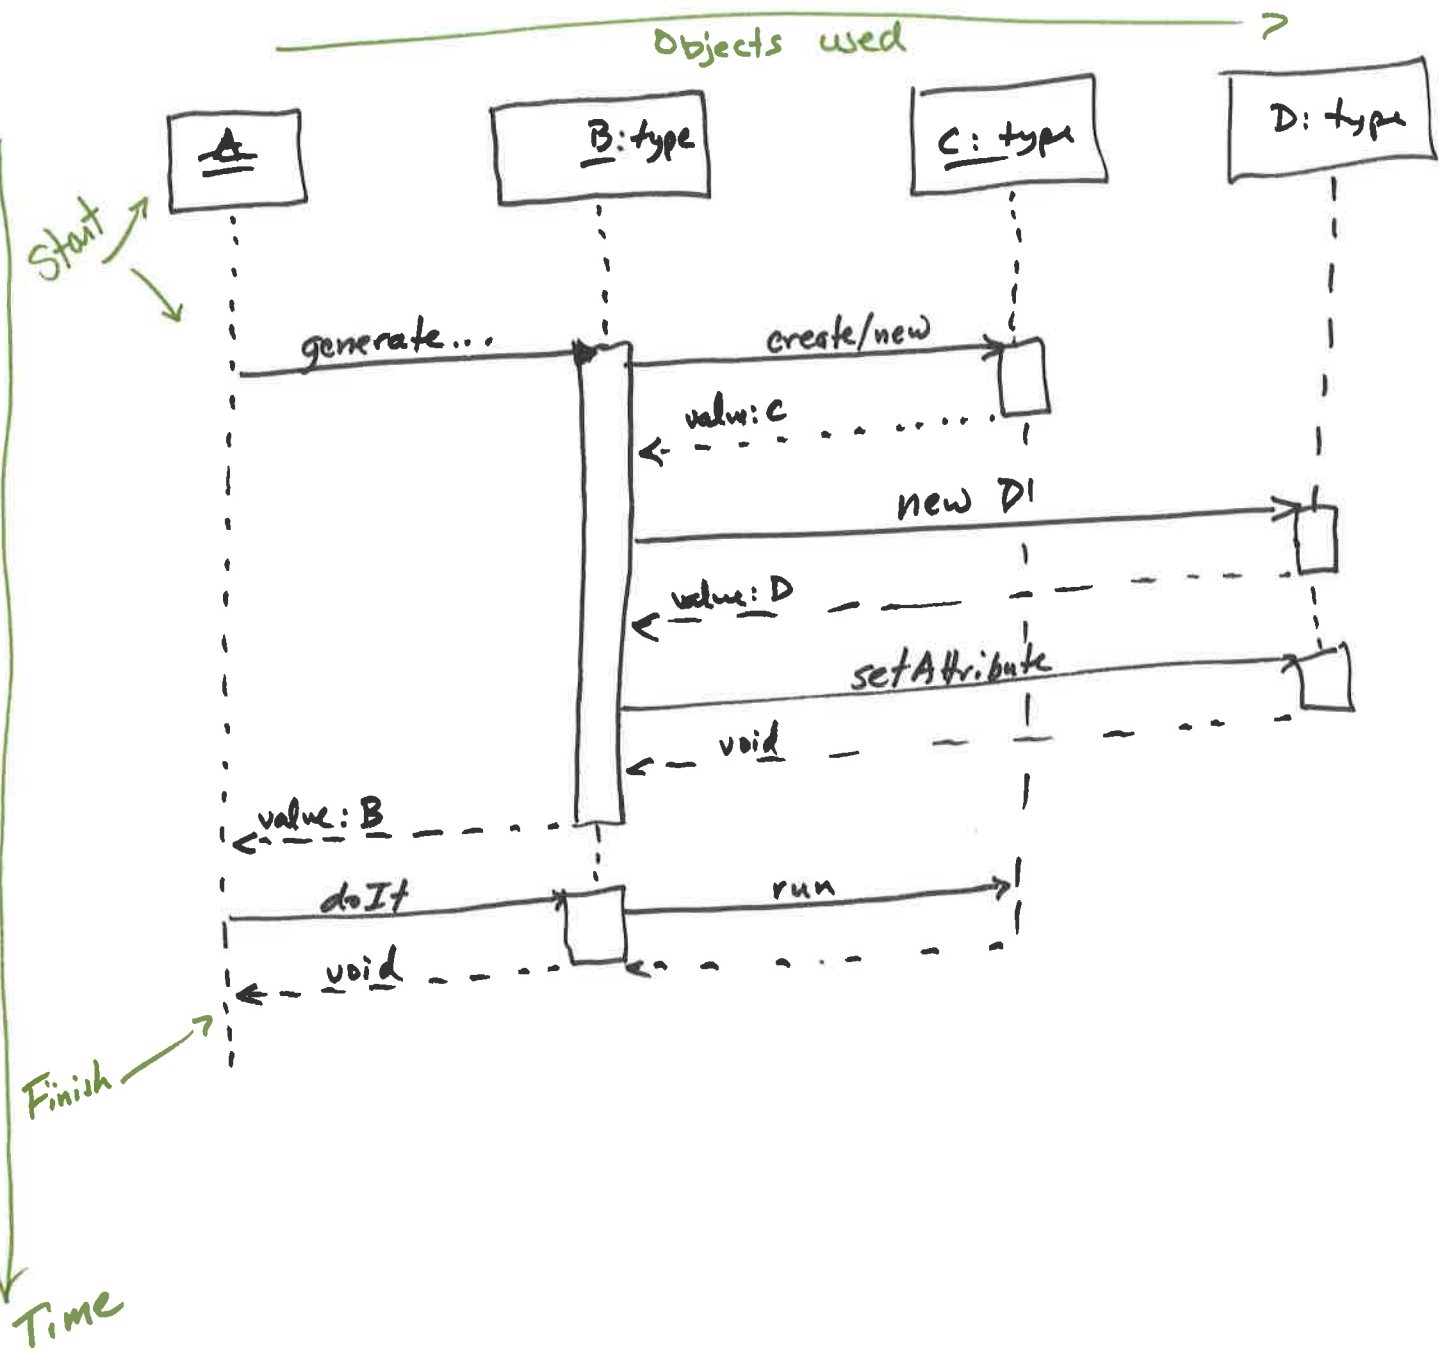 Objects used
A
B: type
C: type
D: type
Start
generate...
create/new
value: C
new D1
value: D
setAttribute
void
value: B
doIt
run
void
Finish
Time